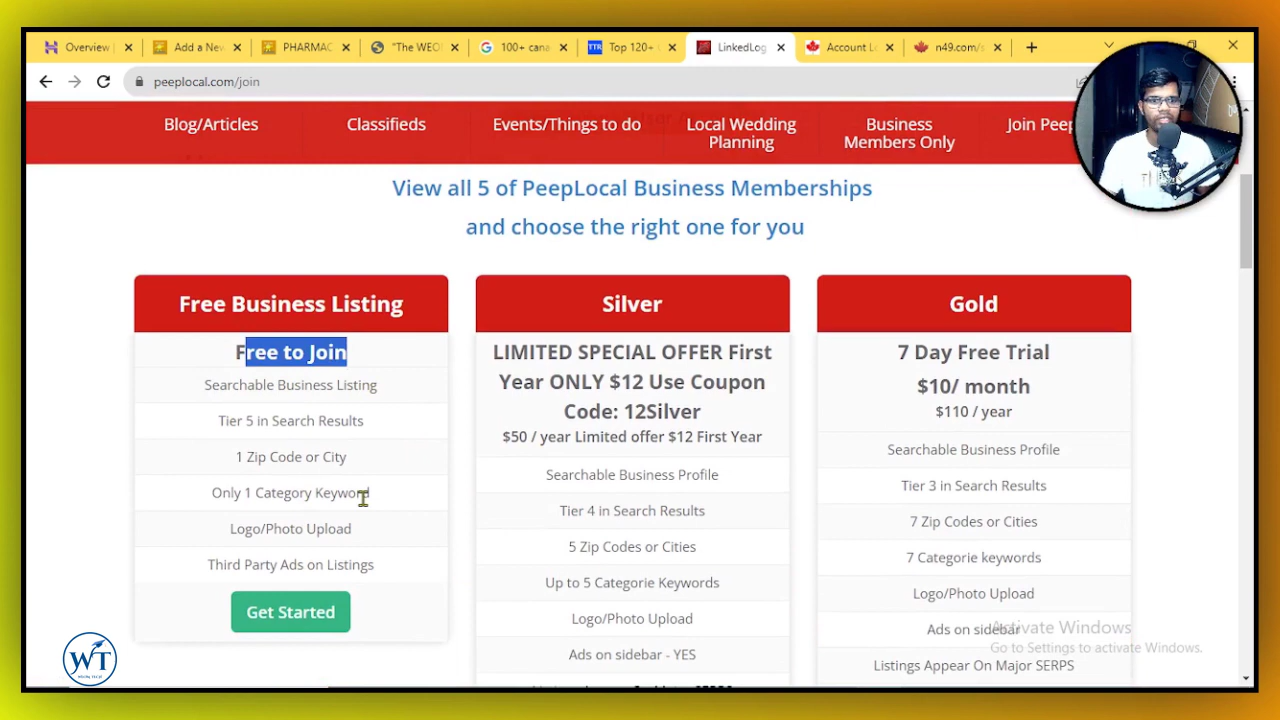 Overview
Add a Nev
PHARMAC
"The WEO!
100+ cana
Top 120+ (
LinkedLog
Account Lo
n49.com/s
peeplocal.com/join
Blog/Articles
Classifieds
Events/Things to do
Local Wedding
Planning
Business
Members Only
Join Peep
View all 5 of PeepLocal Business Memberships
and choose the right one for you
Free Business Listing
Free to Join
Searchable Business Listing
Tier 5 in Search Results
1 Zip Code or City
Only 1 Category Keyword
Logo/Photo Upload
Third Party Ads on Listings
Get Started
Silver
LIMITED SPECIAL OFFER First
Year ONLY $12 Use Coupon
Code: 12Silver
$50 / year Limited offer $12 First Year
Searchable Business Profile
Tier 4 in Search Results
5 Zip Codes or Cities
Up to 5 Categorie Keywords
Logo/Photo Upload
Ads on sidebar - YES
Gold
7 Day Free Trial
$10/ month
$110 / year
Searchable Business Profile
Tier 3 in Search Results
7 Zip Codes or Cities
7 Categorie keywords
Logo/Photo Upload
Ads on sidebar
Listings Appear On Major SERPS
Activate Windows
Go to Settings to activate Windows.
WT